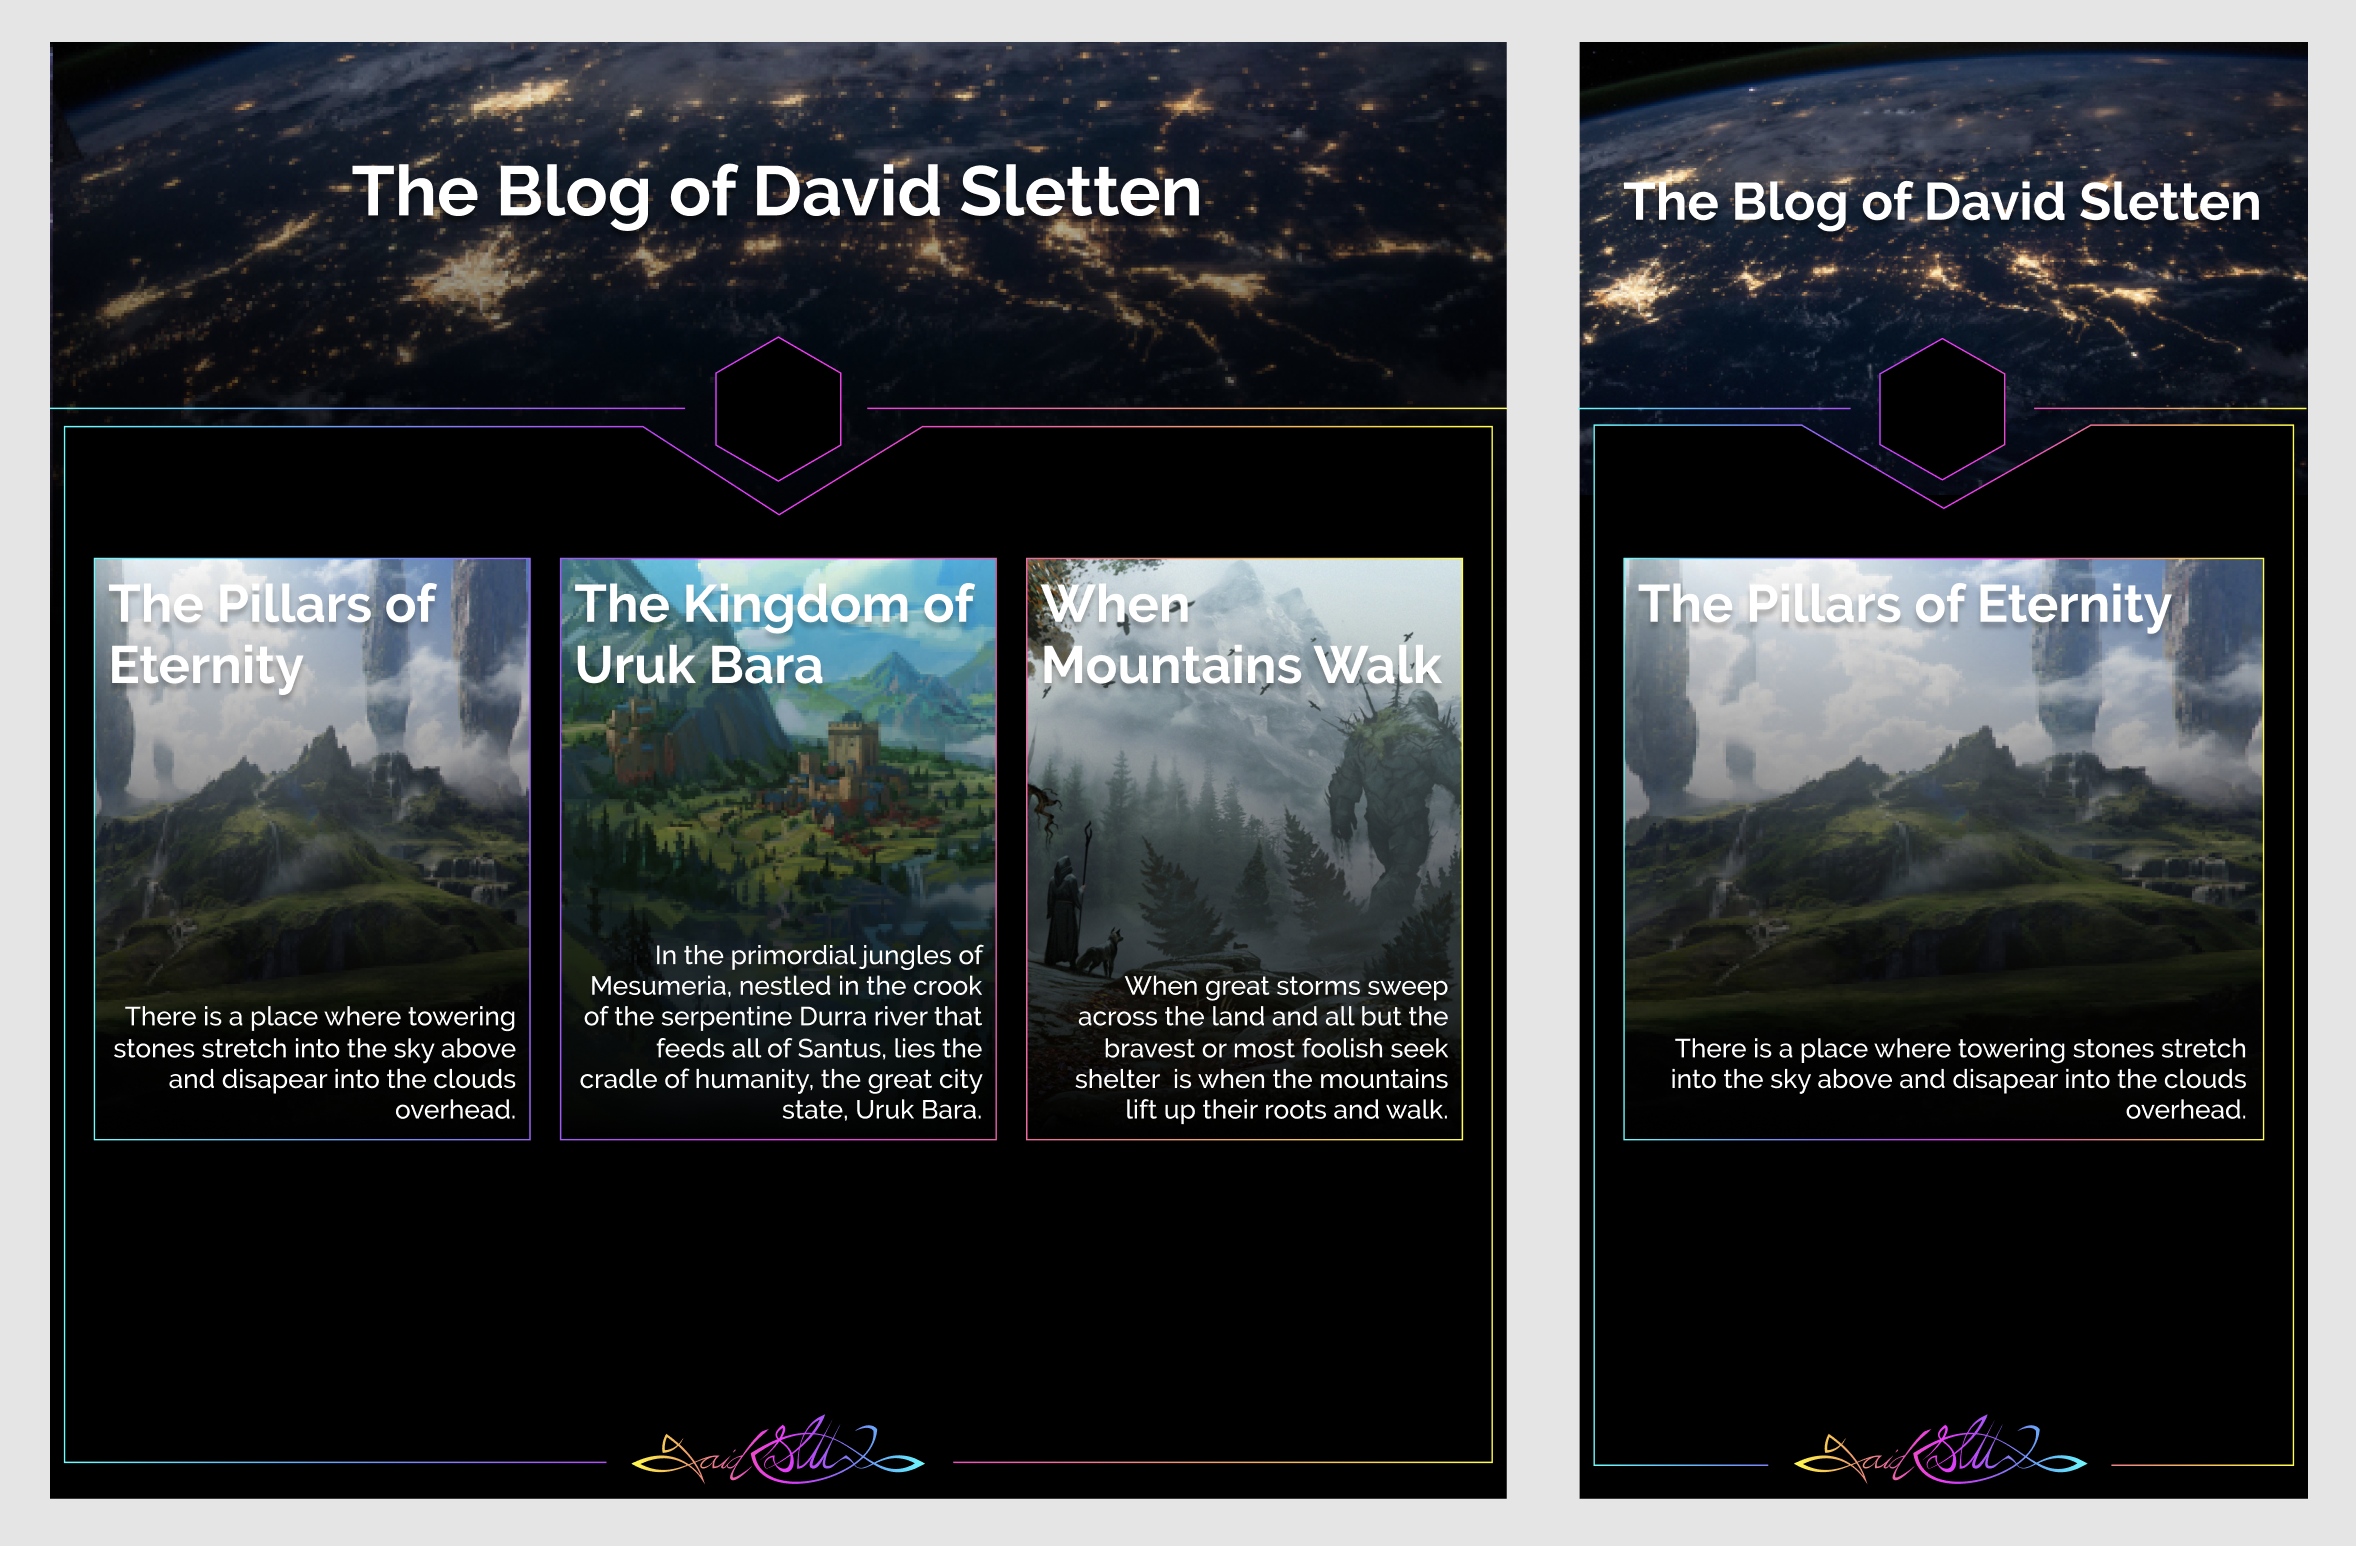 The Blog of David Sletten
The Pillars of
Eternity
There is a place where towering
stones stretch into the sky above
and disapear into the clouds
overhead.
The Kingdom of
Uruk Bara
In the primordial jungles of
Mesumeria, nestled in the crook
of the serpentine Durra river that
feeds all of Santus, lies the
cradle of humanity, the great city
state, Uruk Bara.
When
Mountains Walk
When great storms sweep
across the land and all but the
bravest or most foolish seek
shelter  is when the mountains
lift up their roots and walk.
The Blog of David Sletten
The Pillars of Eternity
There is a place where towering stones stretch
into the sky above and disapear into the clouds
overhead.